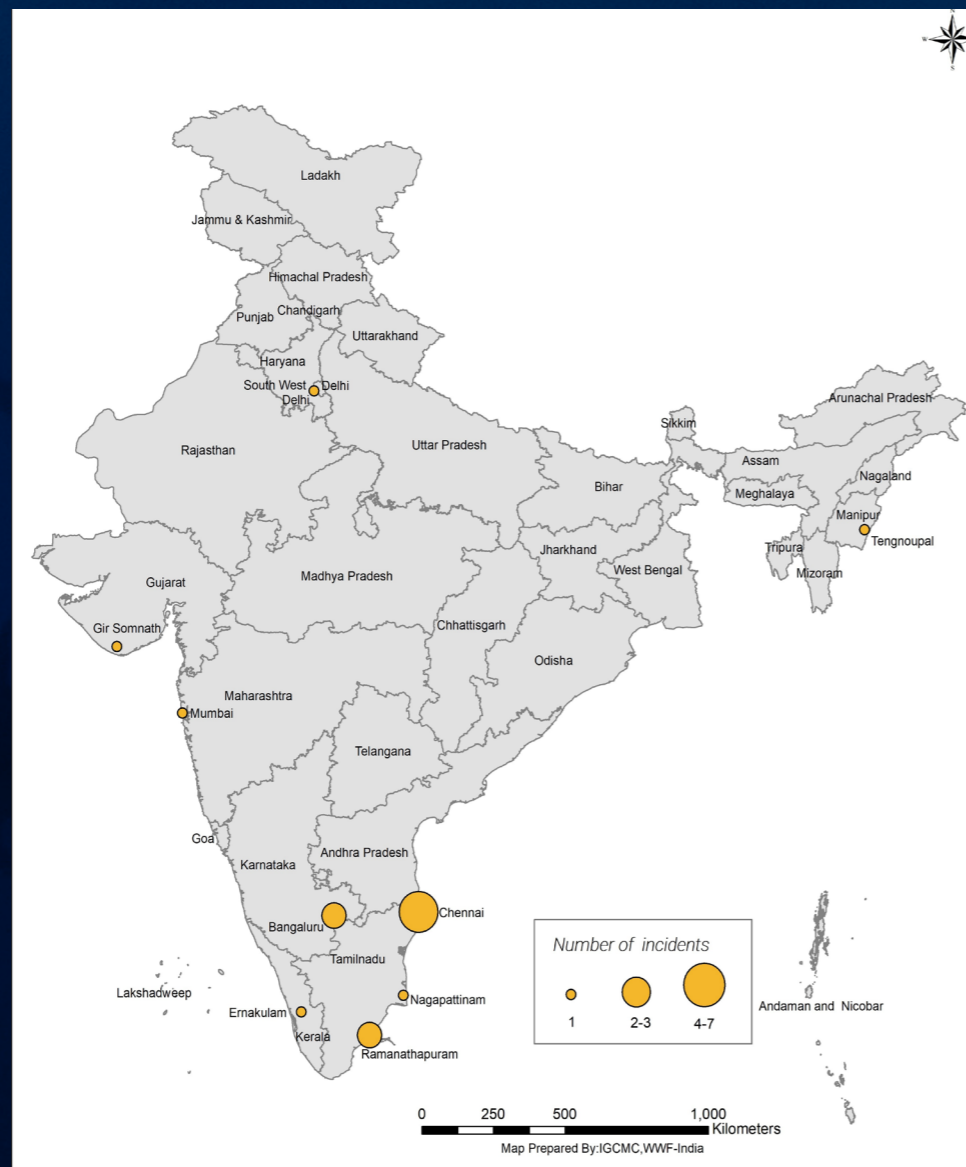 N
W
S
Ladakh
Jammu & Kashmir
Himachal Pradesh
Chandigarh
Punjab
Uttarakhand
Haryana
South West
Delhi
Delhi
Arunachal Pradesh
Sikkim
Rajasthan
Uttar Pradesh
Assam
Nagaland
Bihar
Meghalaya
Manipur
Tengnoupal
Tripura
Jharkhand
Mizoram
West Bengal
Gujarat
Madhya Pradesh
Chhattisgarh
Gir Somnath
Odisha
Maharashtra
Mumbai
Telangana
Goa
Andhra Pradesh
Karnataka
Chennai
Bangaluru
Tamilnadu
Lakshadweep
Nagapattinam
Ernakulam
Kerala
Ramanathapuram
Andaman and Nicobar
Number of incidents
1
2-3
4-7
0 250 500 1,000
Kilometers
Map Prepared By:IGCMC,WWF-India